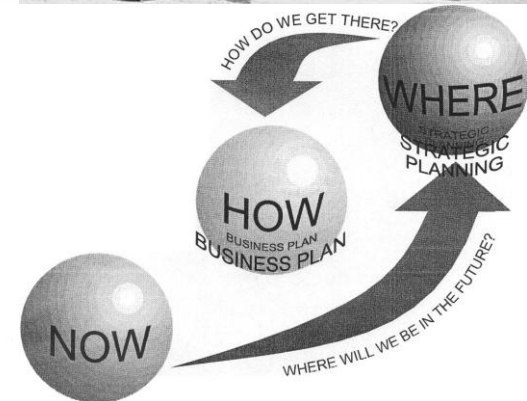 HOW DO WE GET THERE?
WHERE
STRATEGIC
STRATEGIC
PLANNING
HOW
BUSINESS PLAN
BUSINESS PLAN
NOW
WHERE WILL WE BE IN THE FUTURE?